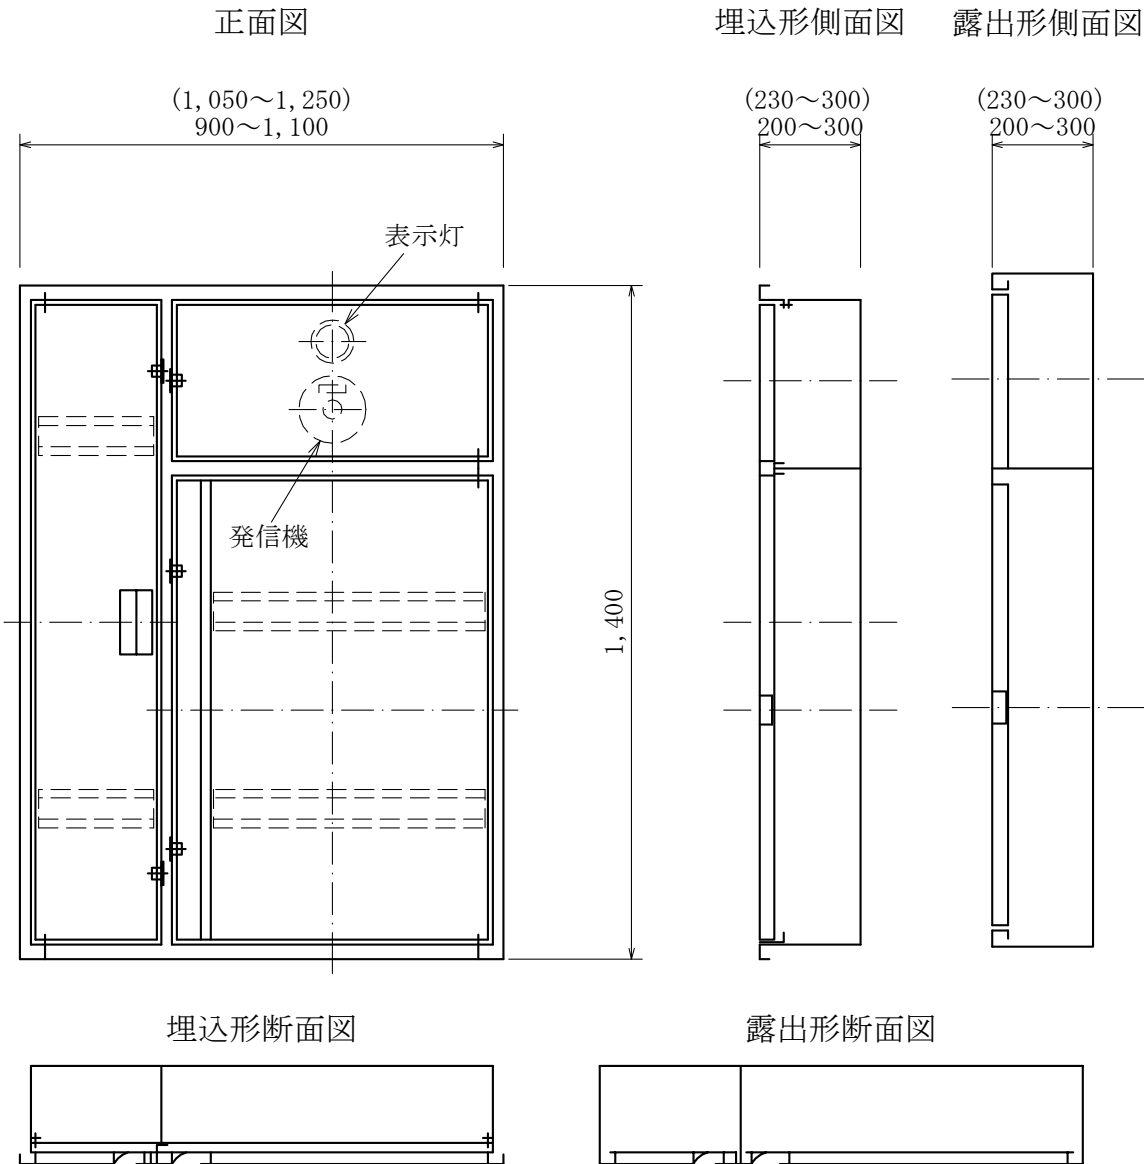 正面図
埋込形側面図
露出形側面図
(1,050～1,250)
900～1,100
(230～300)
200～300
(230～300)
200～300
表示灯
発信機
1,400
埋込形断面図
露出形断面図